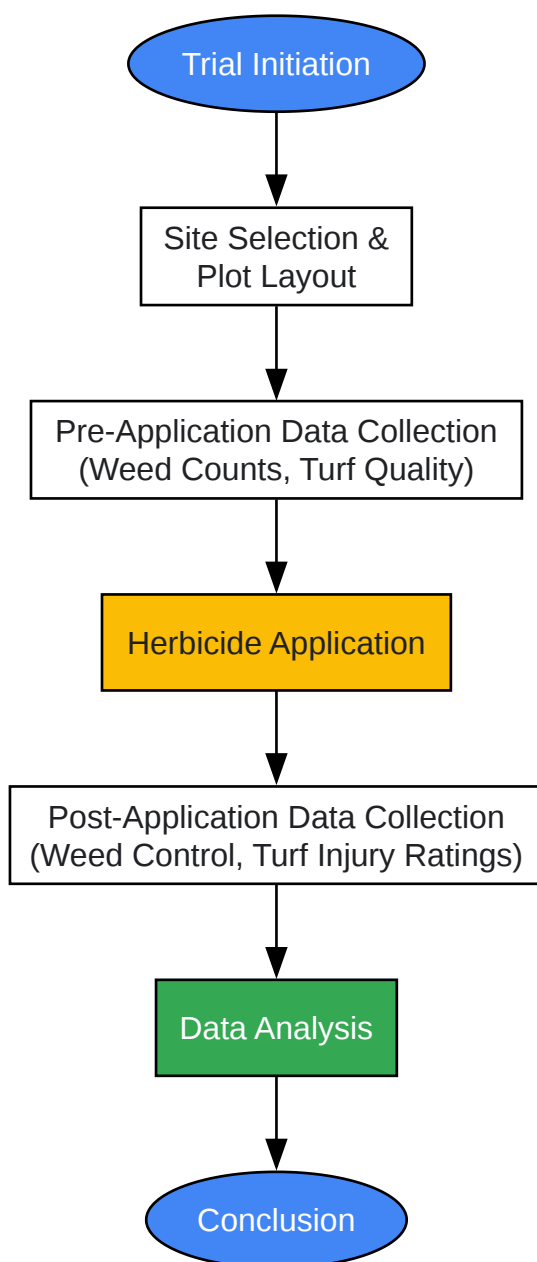 Trial Initiation
Site Selection &
Plot Layout
Pre-Application Data Collection
(Weed Counts, Turf Quality)
Herbicide Application
Post-Application Data Collection
(Weed Control, Turf Injury Ratings)
Data Analysis
Conclusion